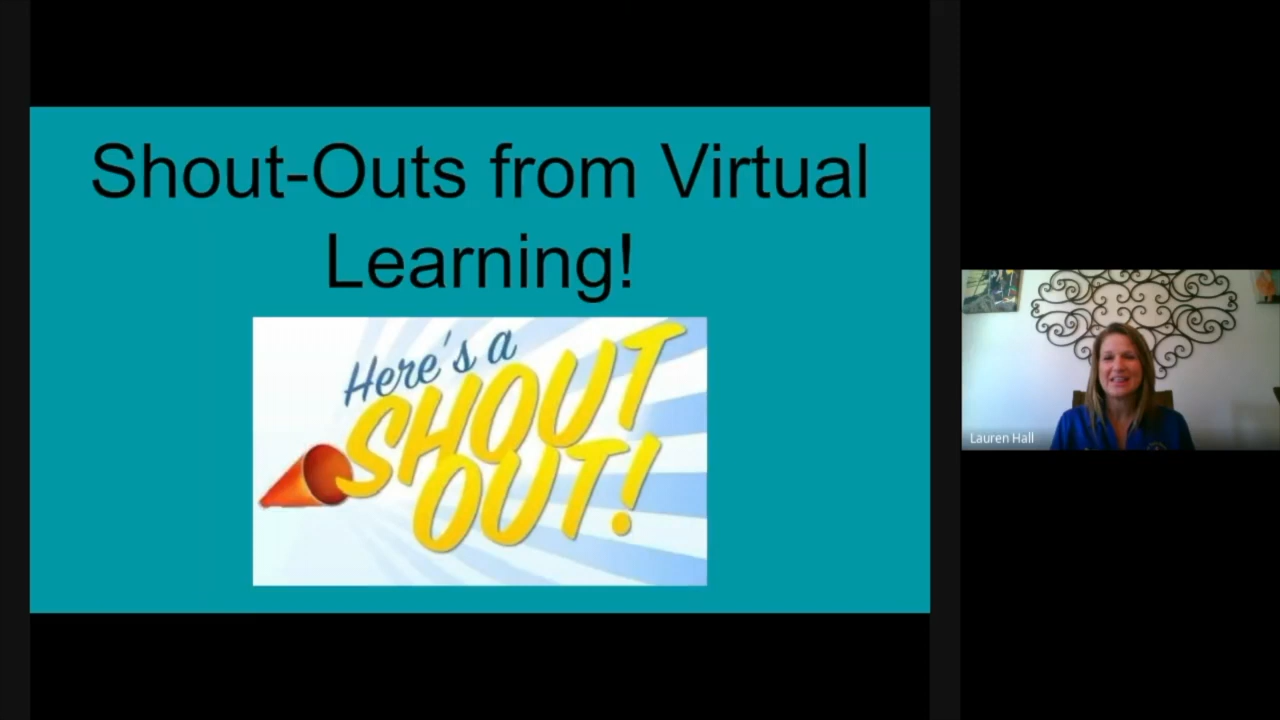 Shout-Outs from Virtual
Learning!
Here's a
SHOUT
OUT!
Lauren Hall